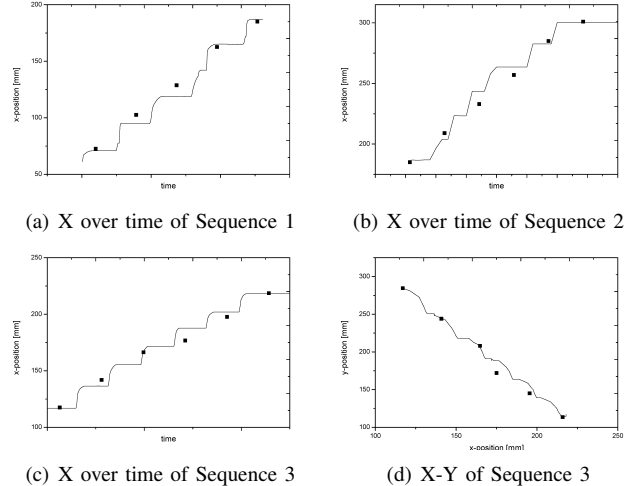 200
150
100
50
x-position [mm]
time
(a) X over time of Sequence 1
300
250
200
x-position [mm]
time
(b) X over time of Sequence 2
250
200
150
100
x-position [mm]
time
(c) X over time of Sequence 3
300
250
200
150
100
y-position [mm]
100 150 200 250
x-position [mm]
(d) X-Y of Sequence 3